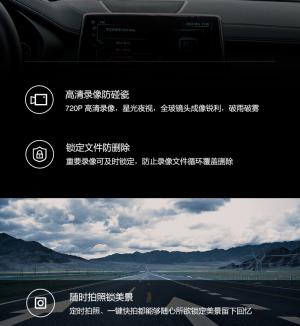 高清录像防碰瓷
720P 高清录像，星光夜视，全玻镜头成像锐利，破雨破雾
锁定文件防删除
重要录像可及时锁定，防止录像文件循环覆盖删除
随时拍照锁美景
定时拍照、一键快拍都能够随心所欲锁定美景留下回忆